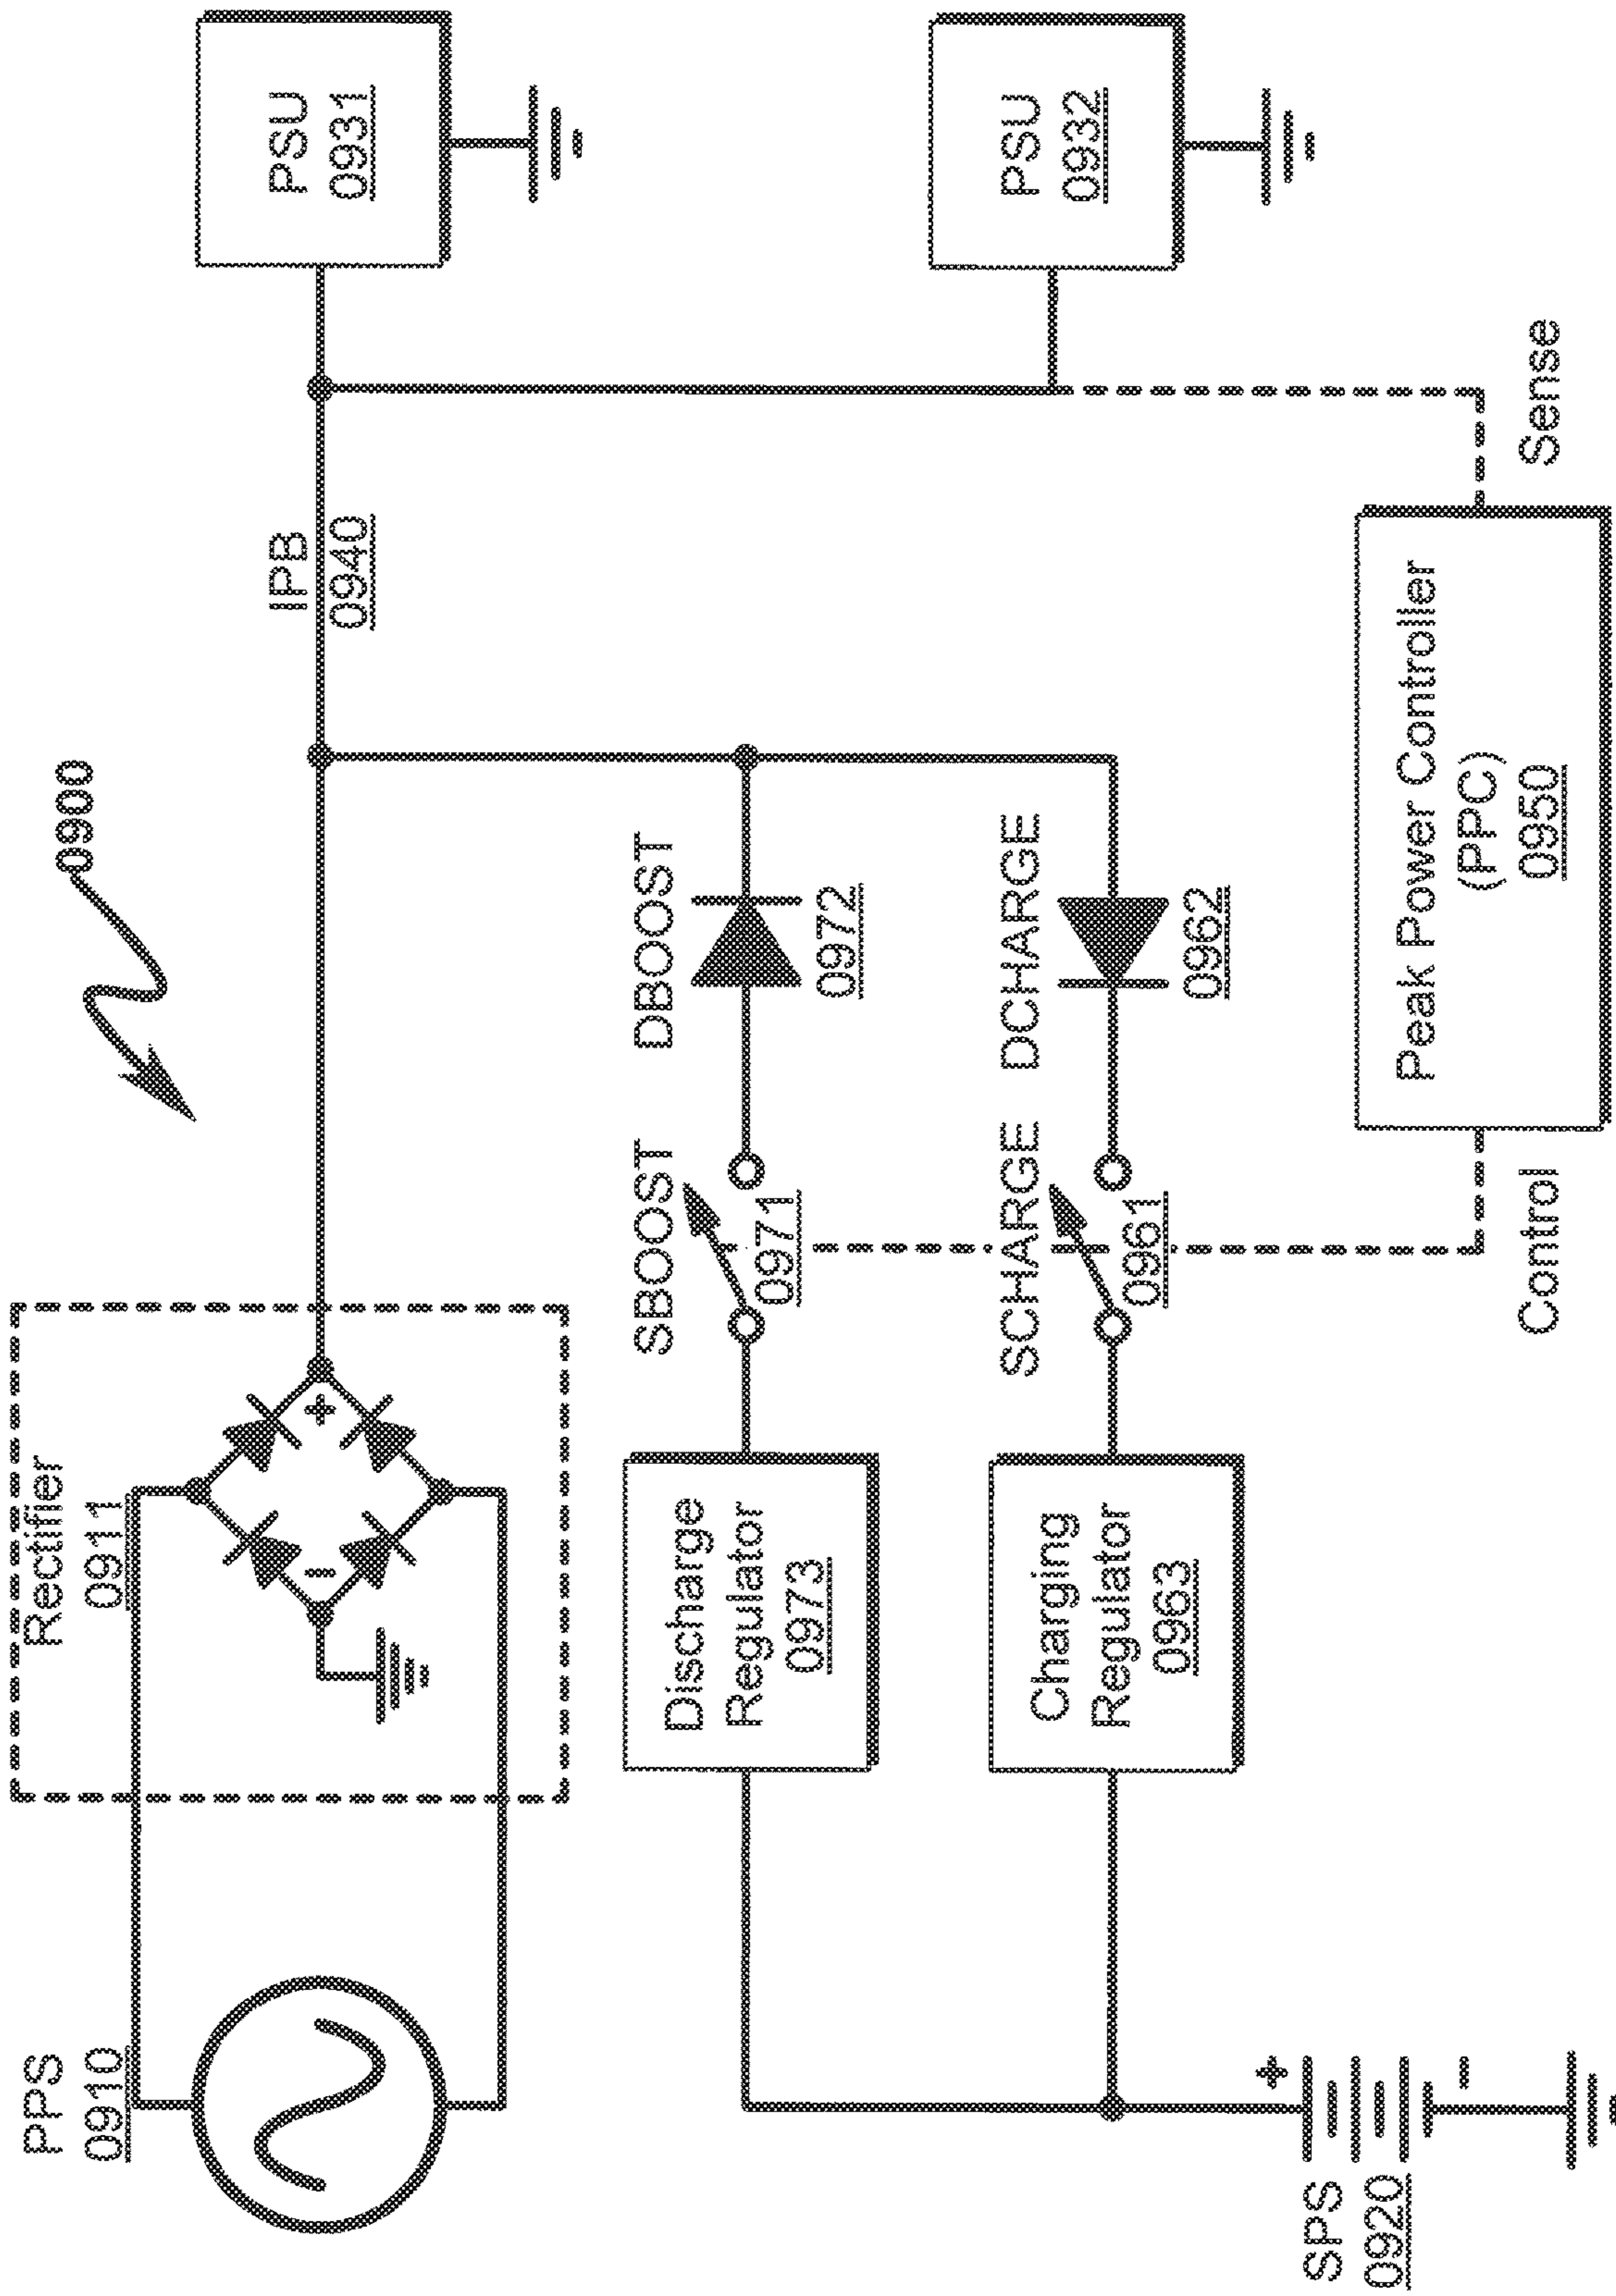 0900
PPS
0910
Rectifier
0911
+
−
IPB
0940
PSU
0931
Discharge
Regulator
0973
SBOOST
0971
DBOOST
0972
PSU
0932
Charging
Regulator
0963
SCHARGE
0961
DCHARGE
0962
SPS
0920
+
−
Control
Peak Power Controller
(PPC)
0950
Sense